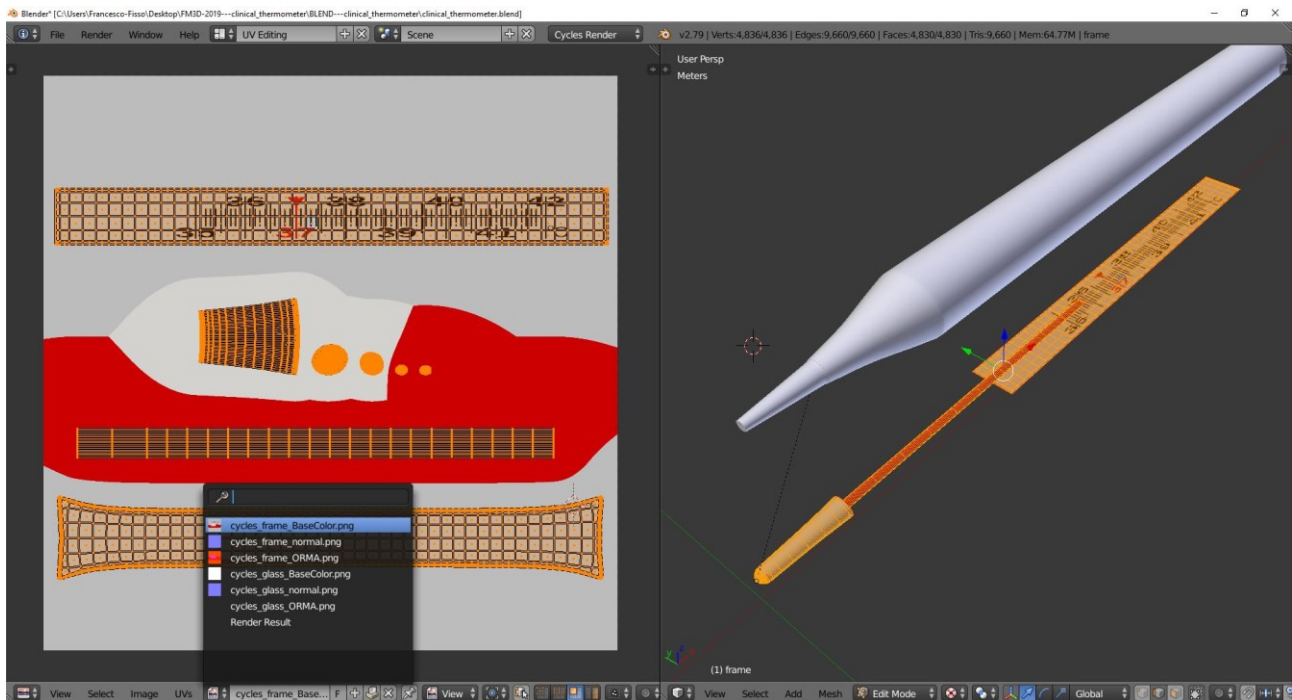 Blender* [C:\Users\Francesco-Fisso\Desktop\FM3D-2019---clinical_thermometer\BLEND---clinical_thermometer\clinical_thermometer.blend]
File Render Window Help UV Editing Scene Cycles Render v2.79 | Verts:4,836/4,836 | Edges:9,660/9,660 | Faces:4,830/4,830 | Tris:9,660 | Mem:64.77M | frame
User Persp
Meters
36 38 40 42
35 37 39 41 °C
cycles_frame_BaseColor.png
cycles_frame_normal.png
cycles_frame_ORMA.png
cycles_glass_BaseColor.png
cycles_glass_normal.png
cycles_glass_ORMA.png
Render Result
(1) frame
View Select Image UVs cycles_frame_Base... F View View Select Add Mesh Edit Mode Global